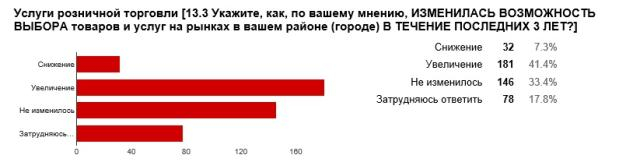 Услуги розничной торговли [13.3 Укажите, как, по вашему мнению, ИЗМЕНИЛАСЬ ВОЗМОЖНОСТЬ
ВЫБОРА товаров и услуг на рынках в вашем районе (городе) В ТЕЧЕНИЕ ПОСЛЕДНИХ 3 ЛЕТ?]
Снижение
Увеличение
Не изменилось
Затрудняюсь…
0 40 80 120 160
Снижение 32 7.3%
Увеличение 181 41.4%
Не изменилось 146 33.4%
Затрудняюсь ответить 78 17.8%